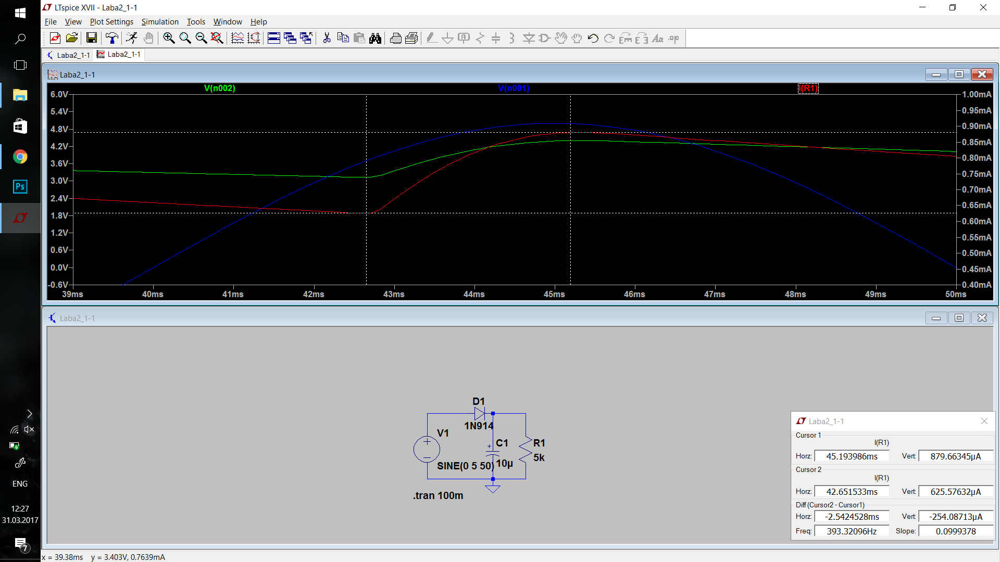 LTspice XVII - Laba2_1-1
File View Plot Settings Simulation Tools Window Help
Laba2_1-1 Laba2_1-1
Laba2_1-1
V(n002) V(n001) I(R1)
6.0V
5.4V
4.8V
4.2V
3.6V
3.0V
2.4V
1.8V
1.2V
0.6V
0.0V
-0.6V
1.00mA
0.95mA
0.90mA
0.85mA
0.80mA
0.75mA
0.70mA
0.65mA
0.60mA
0.55mA
0.50mA
0.45mA
0.40mA
39ms 40ms 41ms 42ms 43ms 44ms 45ms 46ms 47ms 48ms 49ms 50ms
Laba2_1-1
D1
1N914
V1
SINE(0 5 50)
C1
10µ
R1
5k
.tran 100m
Laba2_1-1
Cursor 1
I(R1)
Horz: 45.193986ms Vert: 879.66345µA
Cursor 2
I(R1)
Horz: 42.651533ms Vert: 625.57632µA
Diff (Cursor2 - Cursor1)
Horz: -2.5424528ms Vert: -254.08713µA
Freq: 393.32096Hz Slope: 0.0999378
x = 39.38ms y = 3.403V, 0.7639mA
Ps
ENG
12:27
31.03.2017
7
.op
Aa